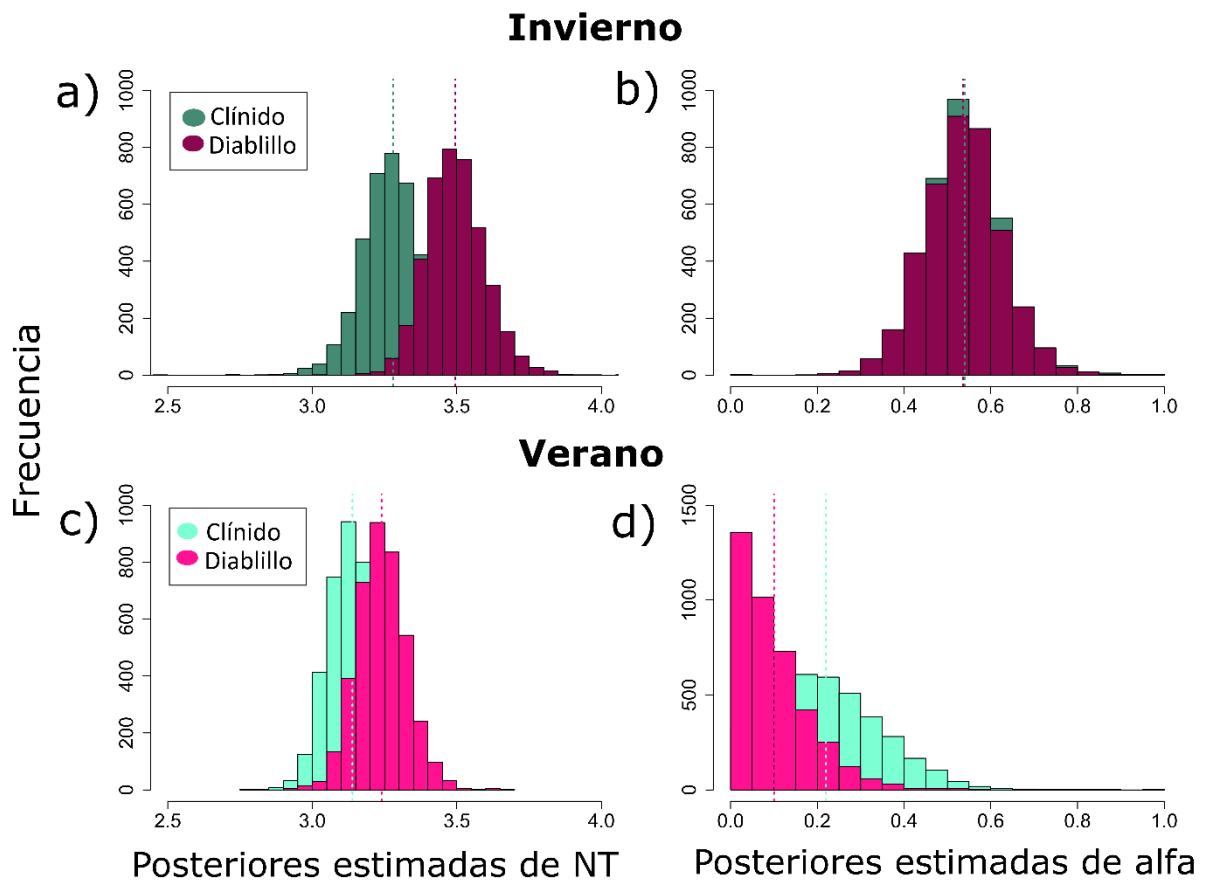 Invierno
a)
Clínido
Diablillo
0 200 400 600 800 1000
2.5 3.0 3.5 4.0
b)
0 200 400 600 800 1000
0.0 0.2 0.4 0.6 0.8 1.0
Frecuencia
Verano
c)
Clínido
Diablillo
0 200 400 600 800 1000
2.5 3.0 3.5 4.0
Posteriores estimadas de NT
d)
0 500 1000 1500
0.0 0.2 0.4 0.6 0.8 1.0
Posteriores estimadas de alfa